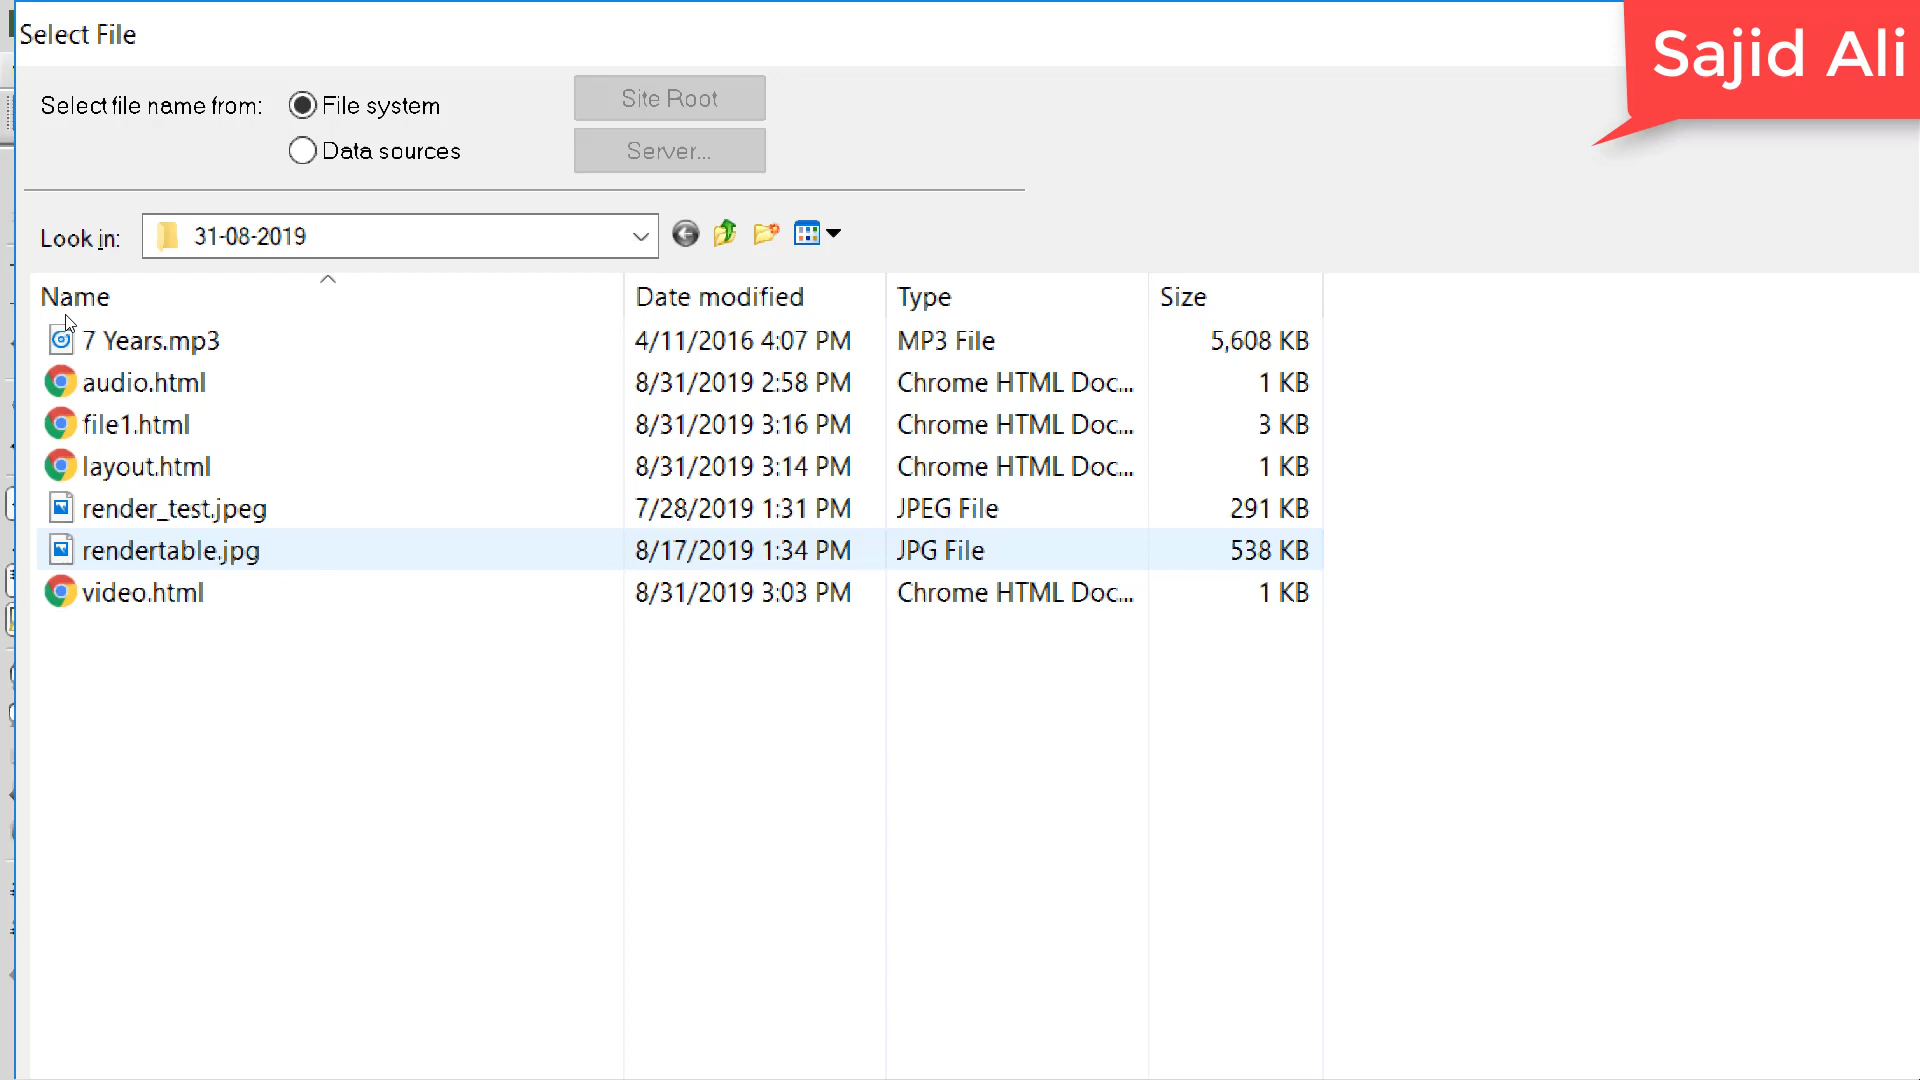 Select File
Sajid Ali
Select file name from: File system Site Root
Data sources Server...
Look in: 31-08-2019
Name Date modified Type Size
7 Years.mp3 4/11/2016 4:07 PM MP3 File 5,608 KB
audio.html 8/31/2019 2:58 PM Chrome HTML Doc... 1 KB
file1.html 8/31/2019 3:16 PM Chrome HTML Doc... 3 KB
layout.html 8/31/2019 3:14 PM Chrome HTML Doc... 1 KB
render_test.jpeg 7/28/2019 1:31 PM JPEG File 291 KB
rendertable.jpg 8/17/2019 1:34 PM JPG File 538 KB
video.html 8/31/2019 3:03 PM Chrome HTML Doc... 1 KB